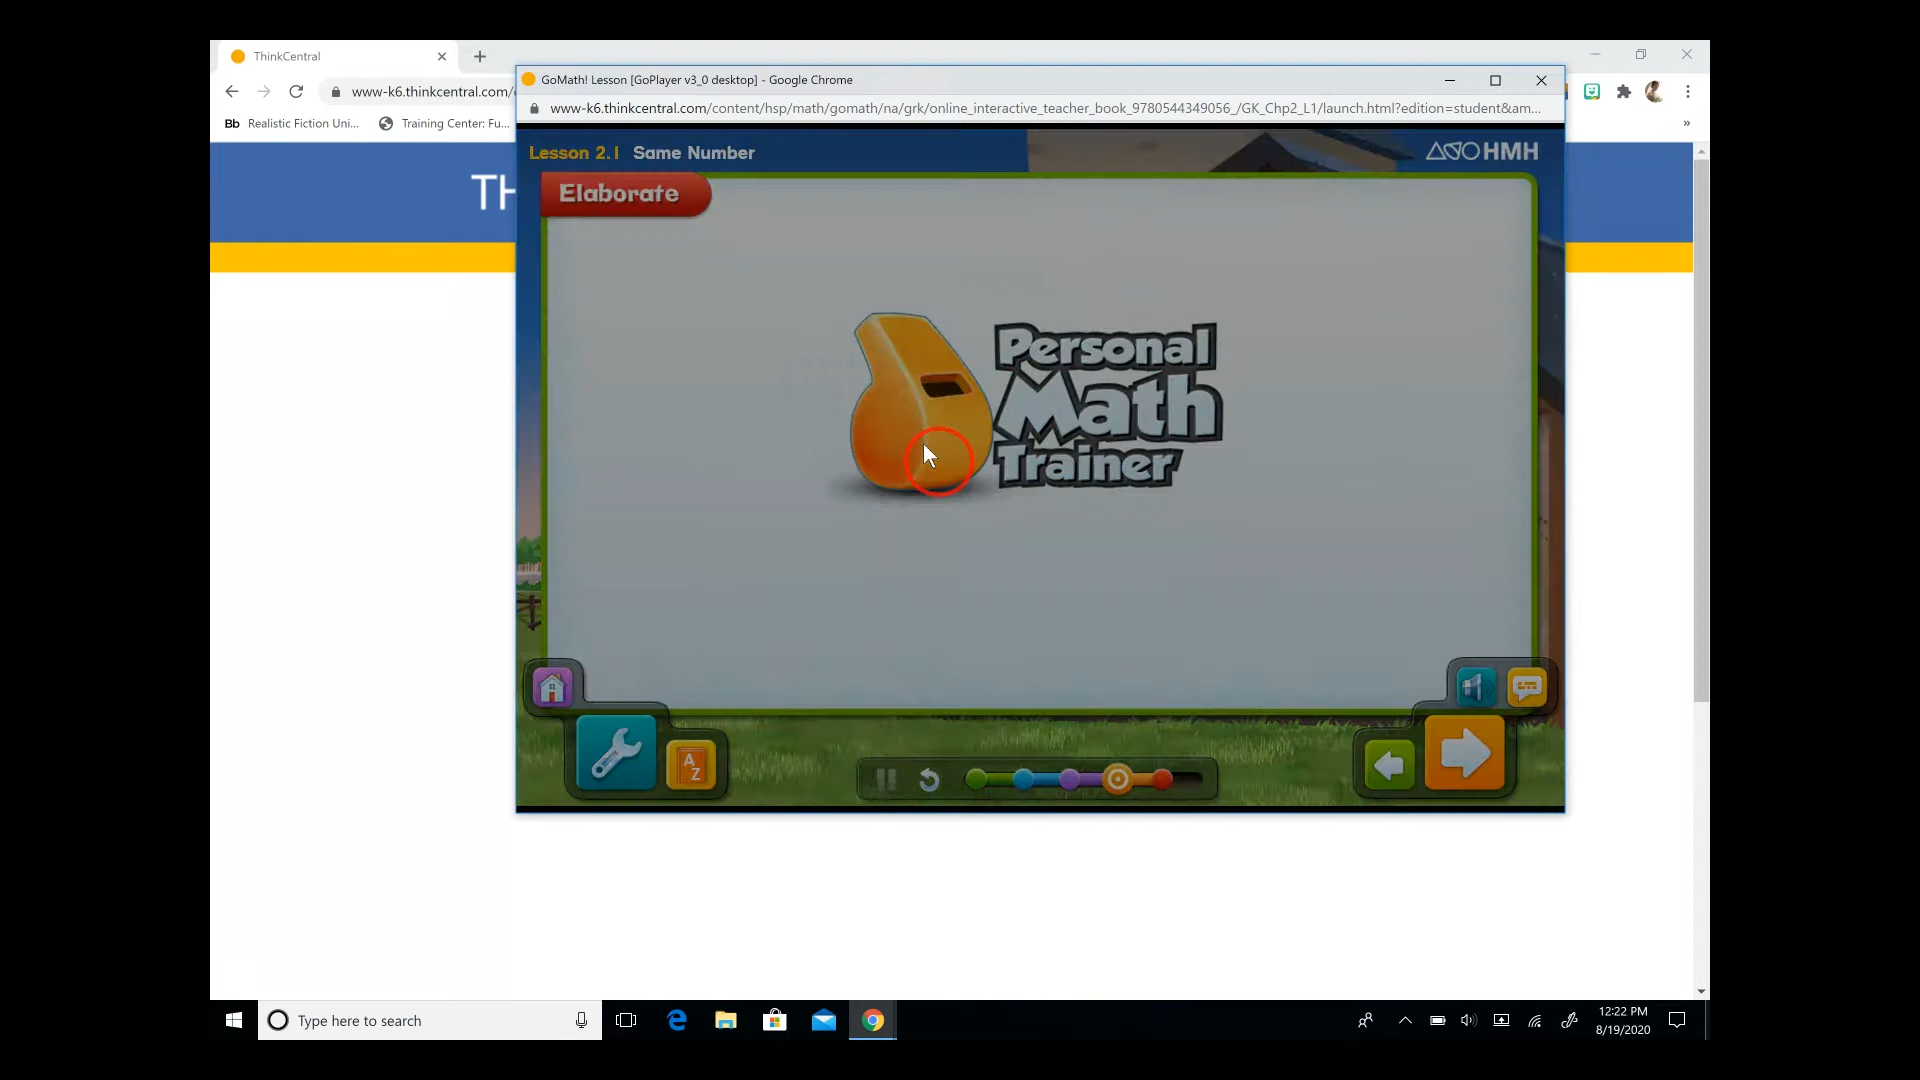 ThinkCentral
www-k6.thinkcentral.com/
Bb Realistic Fiction Uni...
Training Center: Fu...
»
GoMath! Lesson [GoPlayer v3_0 desktop] - Google Chrome
www-k6.thinkcentral.com/content/hsp/math/gomath/na/grk/online_interactive_teacher_book_9780544349056_/GK_Chp2_L1/launch.html?edition=student&am...
TH
Lesson 2.1 Same Number
HMH
Elaborate
Personal
Math
Trainer
A
Z
Type here to search
12:22 PM
8/19/2020